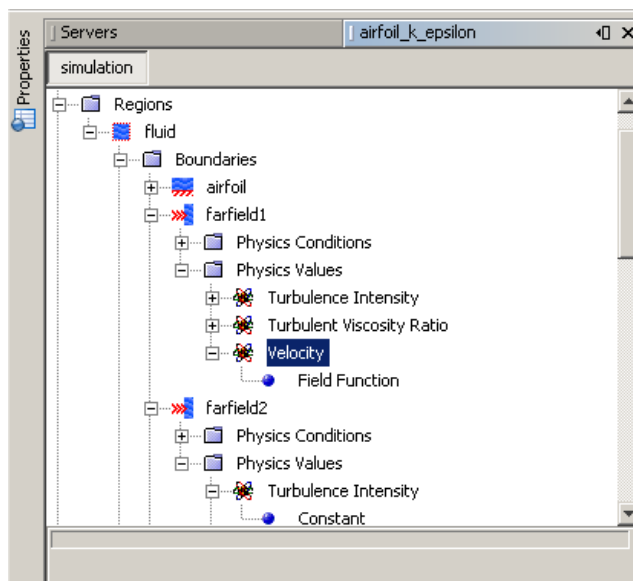 Properties
Servers
airfoil_k_epsilon
simulation
Regions
fluid
Boundaries
airfoil
farfield1
Physics Conditions
Physics Values
Turbulence Intensity
Turbulent Viscosity Ratio
Velocity
Field Function
farfield2
Physics Conditions
Physics Values
Turbulence Intensity
Constant